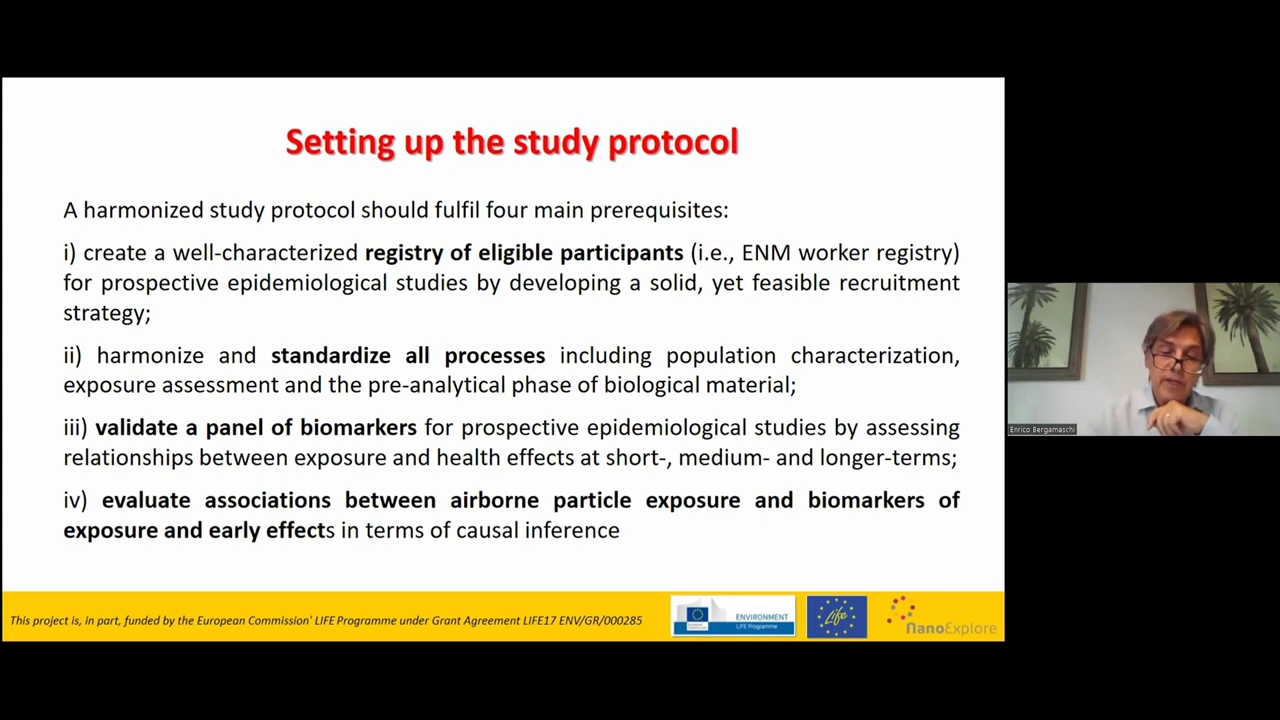 Setting up the study protocol
A harmonized study protocol should fulfil four main prerequisites:
i) create a well-characterized registry of eligible participants (i.e., ENM worker registry)
for prospective epidemiological studies by developing a solid, yet feasible recruitment
strategy;
ii) harmonize and standardize all processes including population characterization,
exposure assessment and the pre-analytical phase of biological material;
iii) validate a panel of biomarkers for prospective epidemiological studies by assessing
relationships between exposure and health effects at short-, medium- and longer-terms;
iv) evaluate associations between airborne particle exposure and biomarkers of
exposure and early effects in terms of causal inference
Enrico Bergamaschi
This project is, in part, funded by the European Commission' LIFE Programme under Grant Agreement LIFE17 ENV/GR/000285
ENVIRONMENT
LIFE Programme
Life
nanoExplore